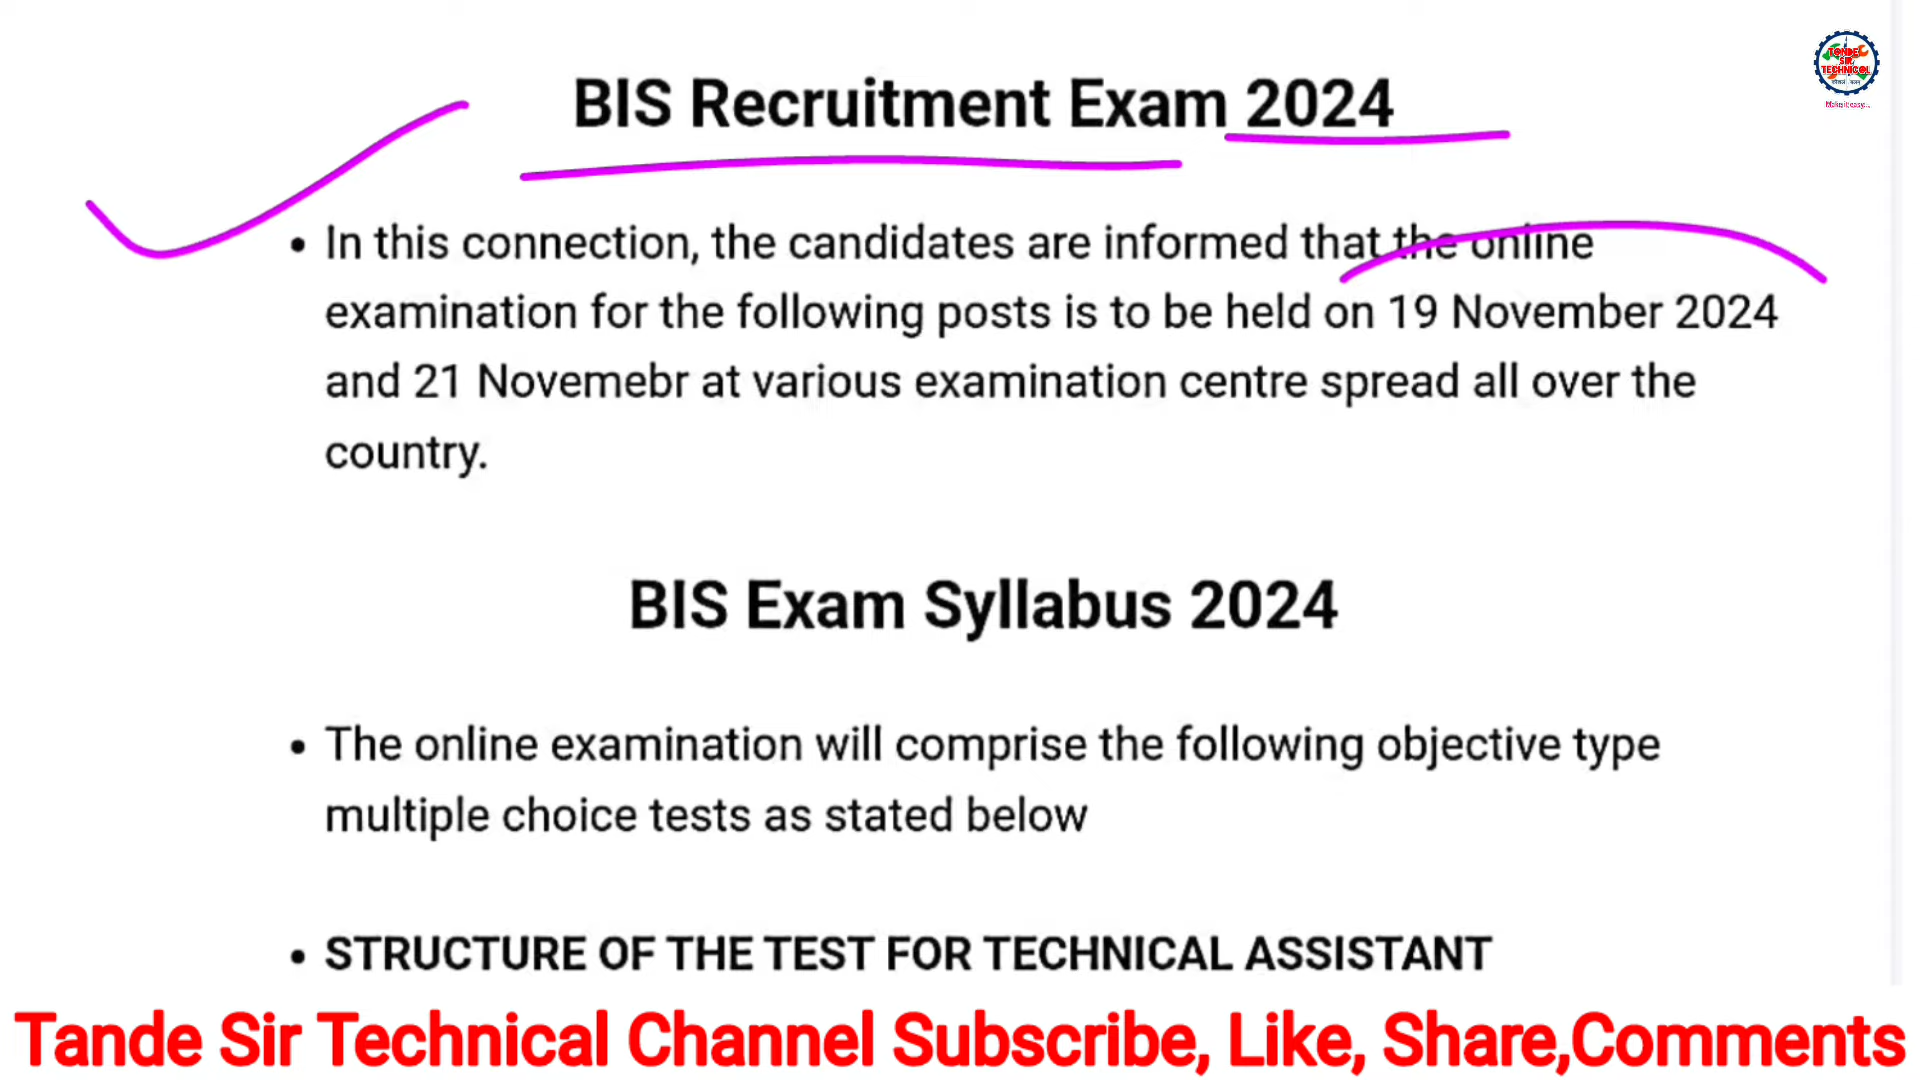 TANDE
SIR
TECHNICAL
BIS Recruitment Exam 2024
• In this connection, the candidates are informed that the online
examination for the following posts is to be held on 19 November 2024
and 21 Novemebr at various examination centre spread all over the
country.
BIS Exam Syllabus 2024
• The online examination will comprise the following objective type
multiple choice tests as stated below
• STRUCTURE OF THE TEST FOR TECHNICAL ASSISTANT
Tande Sir Technical Channel Subscribe, Like, Share,Comments